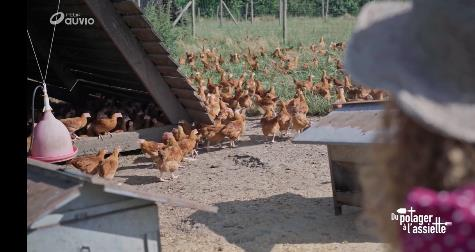 auvio
Du potager
à l'assiette